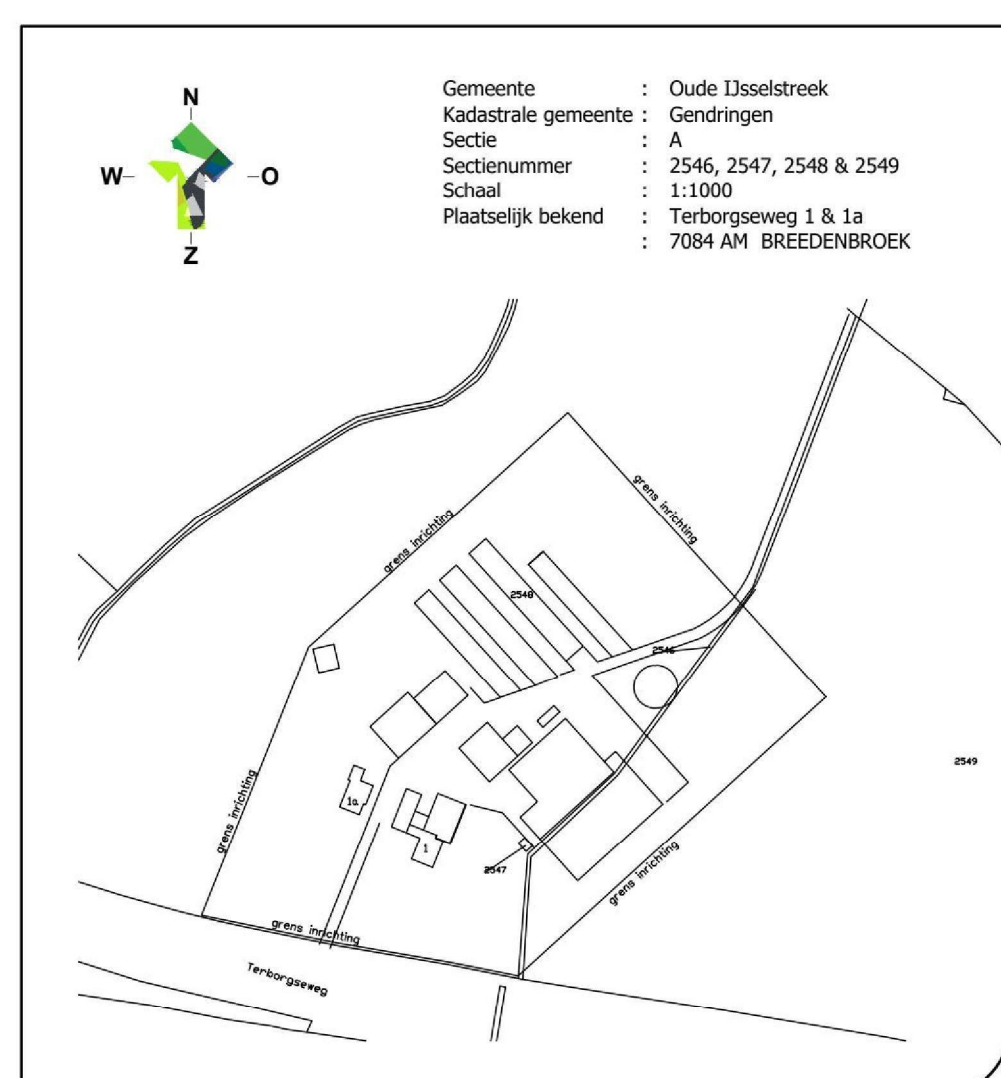 N
W
O
Z
Gemeente : Oude IJsselstreek
Kadastrale gemeente : Gendringen
Sectie : A
Sectienummer : 2546, 2547, 2548 & 2549
Schaal : 1:1000
Plaatselijk bekend : Terborgseweg 1 & 1a
: 7084 AM BREEDENBROEK
grens inrichting
grens inrichting
2548
2546
2549
grens inrichting
1a
1
2547
grens inrichting
grens inrichting
Terborgseweg